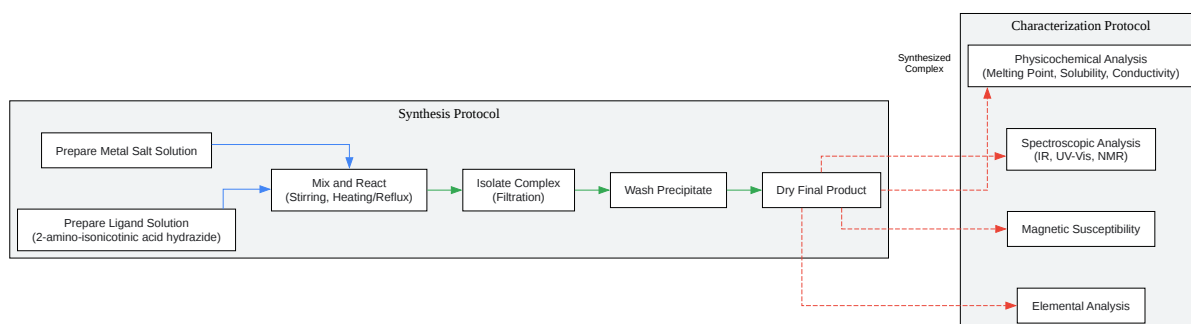 Characterization Protocol
Synthesized
Complex
Physicochemical Analysis
(Melting Point, Solubility, Conductivity)
Synthesis Protocol
Prepare Metal Salt Solution
Spectroscopic Analysis
(IR, UV-Vis, NMR)
Mix and React
(Stirring, Heating/Reflux)
Isolate Complex
(Filtration)
Wash Precipitate
Dry Final Product
Prepare Ligand Solution
(2-amino-isonicotinic acid hydrazide)
Magnetic Susceptibility
Elemental Analysis